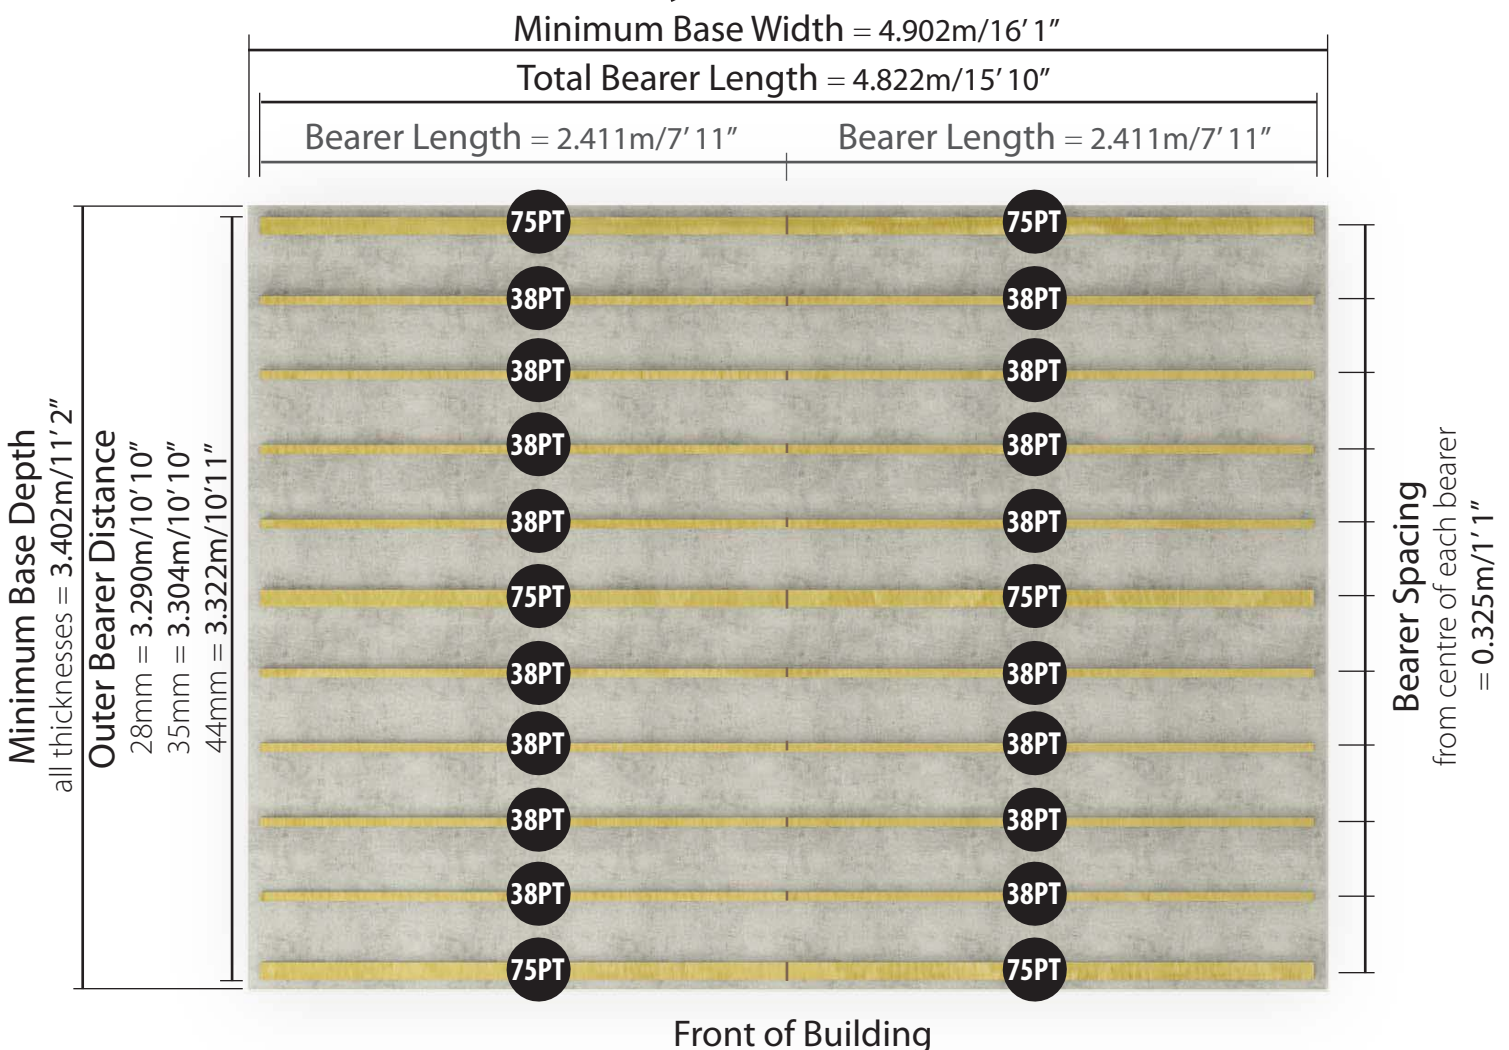 Minimum Base Width = 4.902m/16' 1"
Total Bearer Length = 4.822m/15' 10"
Bearer Length = 2.411m/7' 11"
Bearer Length = 2.411m/7' 11"
Minimum Base Depth
all thicknesses = 3.402m/11' 2"
Outer Bearer Distance
28mm = 3.290m/10' 10"
35mm = 3.304m/10' 10"
44mm = 3.322m/10'11"
75PT 75PT
38PT 38PT
38PT 38PT
38PT 38PT
38PT 38PT
75PT 75PT
38PT 38PT
38PT 38PT
38PT 38PT
38PT 38PT
75PT 75PT
Bearer Spacing
from centre of each bearer
= 0.325m/1' 1"
Front of Building